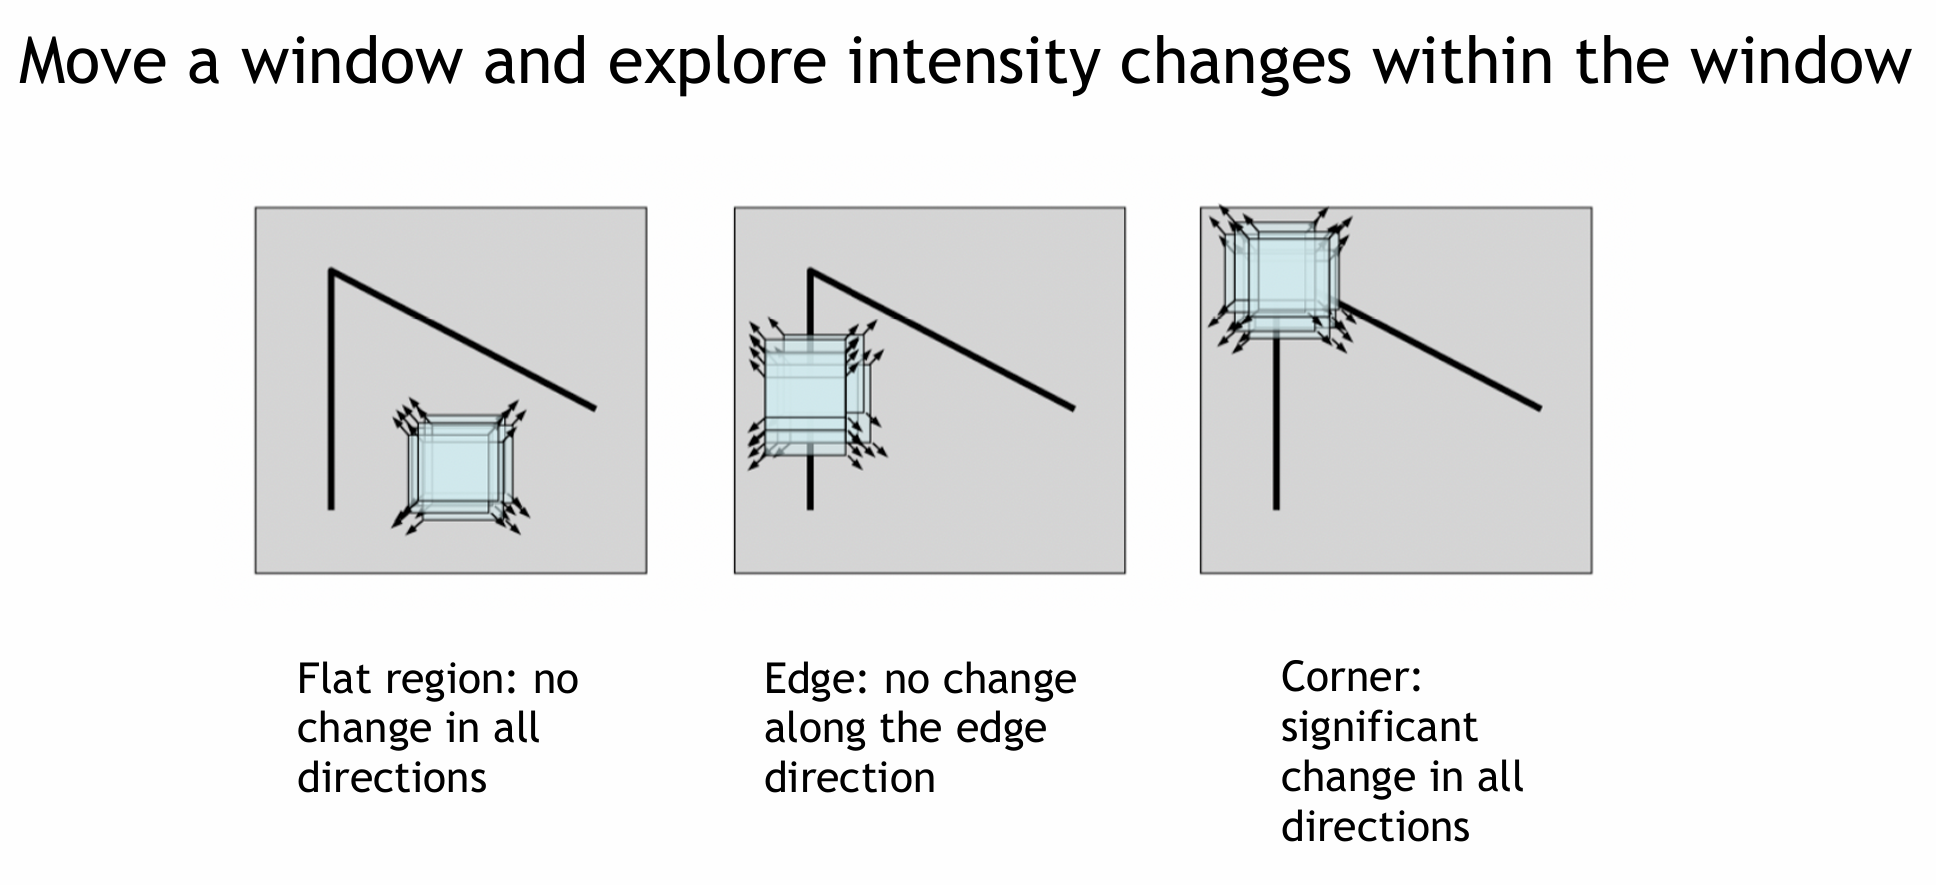 Move a window and explore intensity changes within the window
Flat region: no
change in all
directions
Edge: no change
along the edge
direction
Corner:
significant
change in all
directions